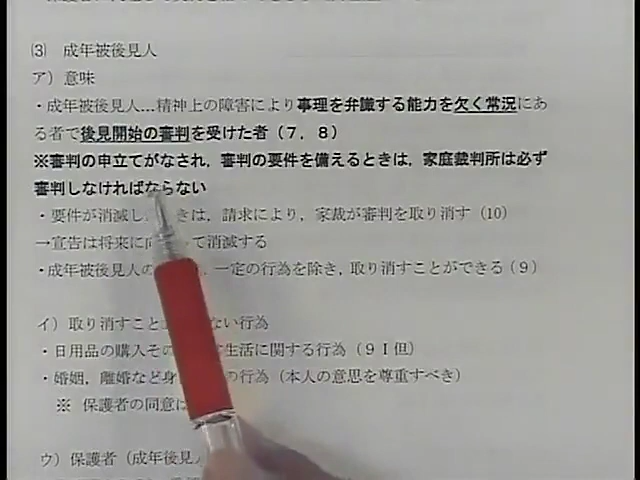 ⑶ 成年被後見人
ア）意味
・成年被後見人…精神上の障害により事理を弁識する能力を欠く常況にあ
る者で後見開始の審判を受けた者（７，８）
※審判の申立てがなされ，審判の要件を備えるときは，家庭裁判所は必ず
審判しなければならない
・要件が消滅し きは，請求により，家裁が審判を取り消す（10）
→宣告は将来に向 て消滅する
・成年被後見人の 一定の行為を除き，取り消すことができる（９）
イ）取り消すこと ない行為
・日用品の購入その 生活に関する行為（９Ⅰ但）
・婚姻，離婚など身 の行為（本人の意思を尊重すべき）
※ 保護者の同意は
ウ）保護者（成年後見